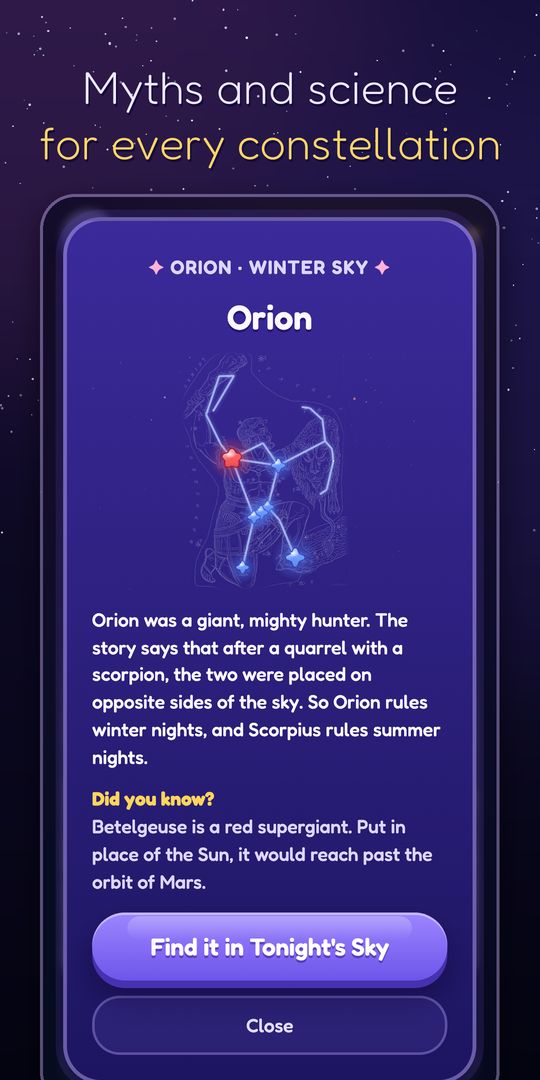 Myths and science
for every constellation
ORION · WINTER SKY
Orion
Orion was a giant, mighty hunter. The
story says that after a quarrel with a
scorpion, the two were placed on
opposite sides of the sky. So Orion rules
winter nights, and Scorpius rules summer
nights.
Did you know?
Betelgeuse is a red supergiant. Put in
place of the Sun, it would reach past the
orbit of Mars.
Find it in Tonight's Sky
Close